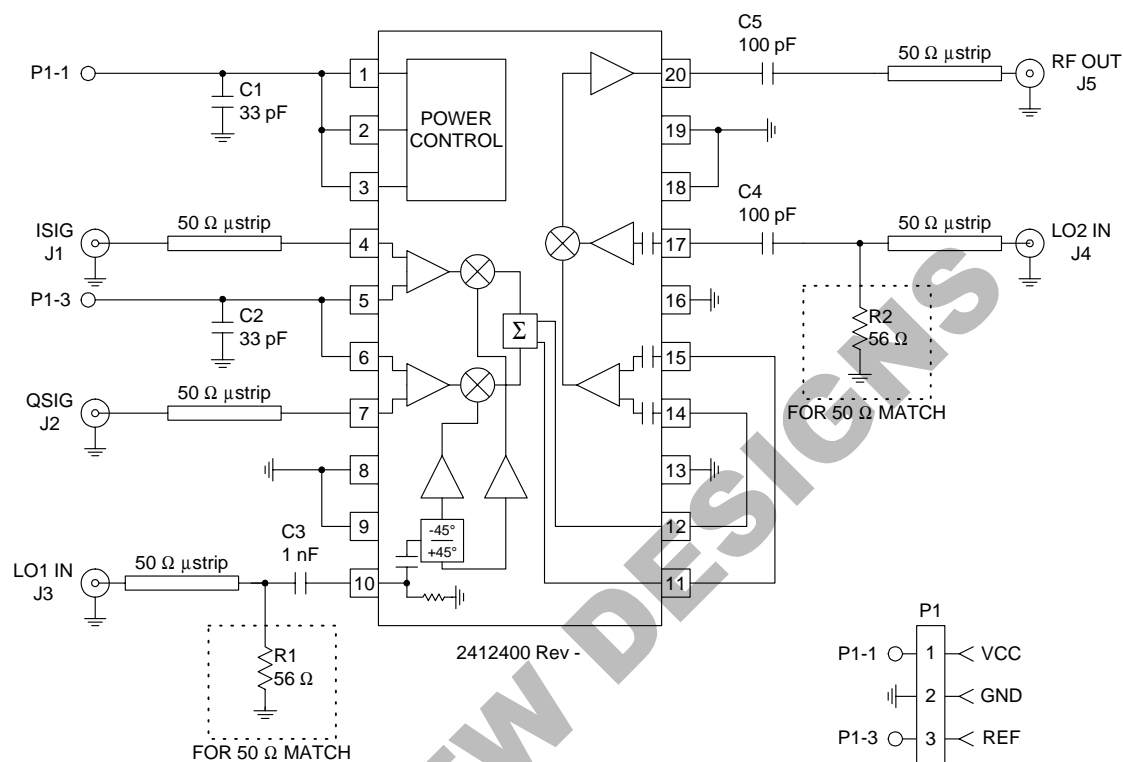 C5
100 pF
50 Ω μstrip
RF OUT
J5
P1-1
C1
33 pF
1
2
3
POWER
CONTROL
20
19
18
C4
100 pF
50 Ω μstrip
LO2 IN
J4
ISIG
J1
50 Ω μstrip
4
17
P1-3
C2
33 pF
5
6
Σ
16
15
R2
56 Ω
FOR 50 Ω MATCH
QSIG
J2
50 Ω μstrip
7
14
8
13
9
12
-45°
+45°
LO1 IN
J3
50 Ω μstrip
C3
1 nF
10
11
R1
56 Ω
FOR 50 Ω MATCH
2412400 Rev -
P1
P1-1
1
VCC
2
GND
P1-3
3
REF
EW DESIGNS